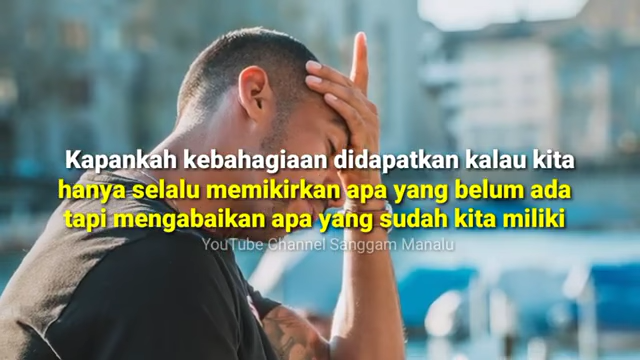 Kapankah kebahagiaan didapatkan kalau kita
hanya selalu memikirkan apa yang belum ada
tapi mengabaikan apa yang sudah kita miliki
YouTube Channel Sanggam Manalu